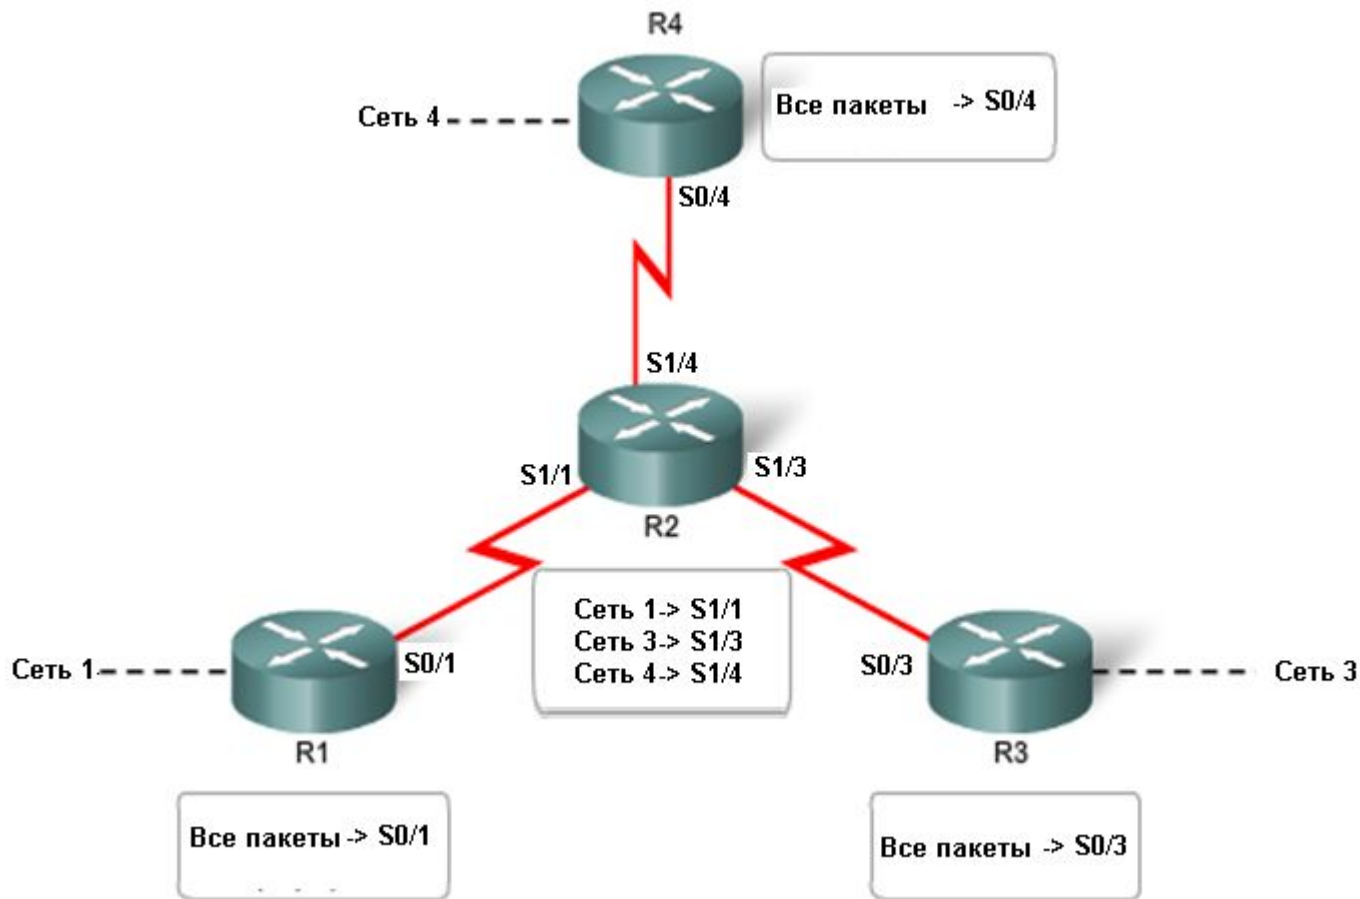 R4
Все пакеты -> S0/4
Сеть 4
S0/4
S1/4
S1/1
S1/3
R2
Сеть 1-> S1/1
Сеть 3-> S1/3
Сеть 4-> S1/4
Сеть 1
S0/1
S0/3
Сеть 3
R1
R3
Все пакеты -> S0/1
Все пакеты -> S0/3